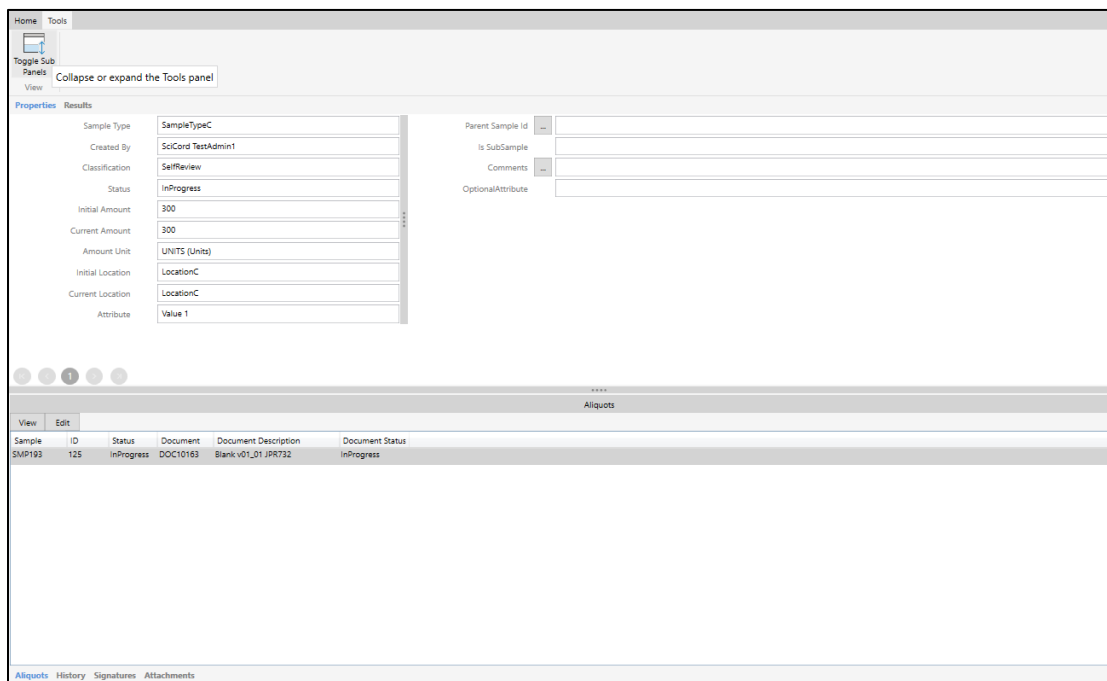 Home Tools
Toggle Sub
Panels
Collapse or expand the Tools panel
View
Properties Results
Sample Type SampleTypeC Parent Sample Id ...
Created By SciCord TestAdmin1 Is SubSample
Classification SelfReview Comments ...
Status InProgress OptionalAttribute
Initial Amount 300
Current Amount 300
Amount Unit UNITS (Units)
Initial Location LocationC
Current Location LocationC
Attribute Value 1
1
Aliquots
View Edit
Sample ID Status Document Document Description Document Status
SMP193 125 InProgress DOC10163 Blank v01_01 JPR732 InProgress
Aliquots History Signatures Attachments